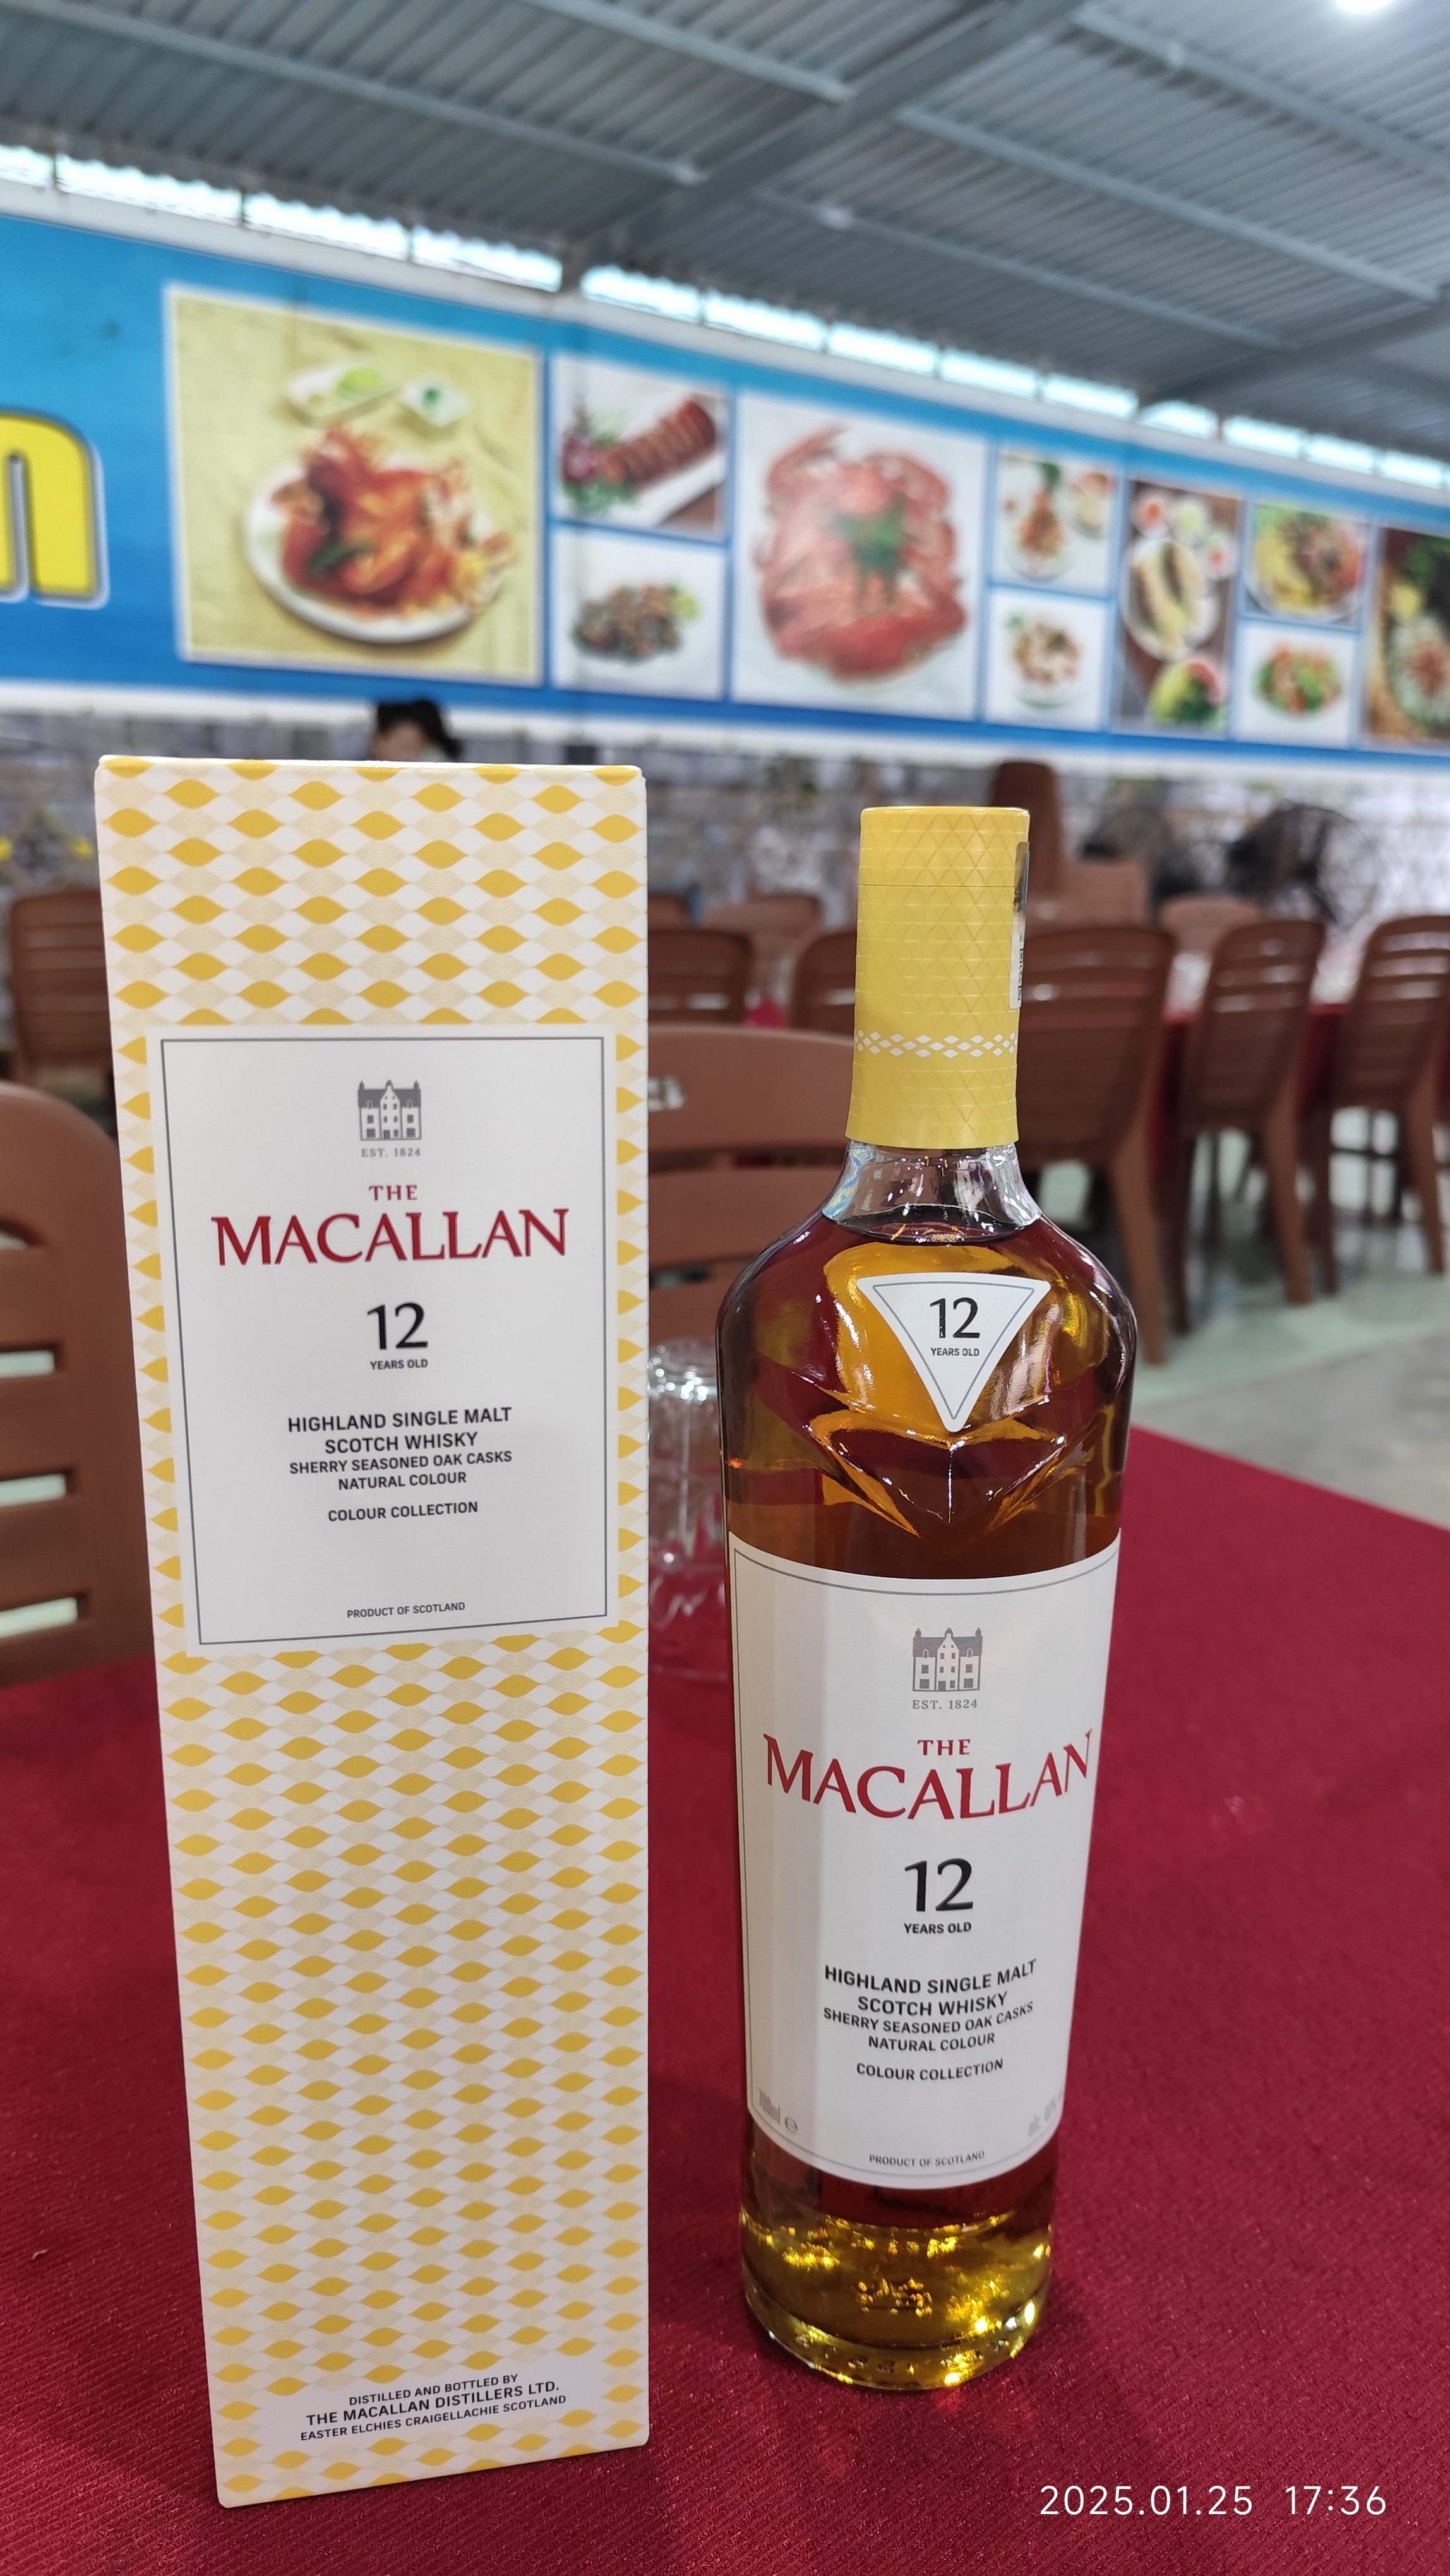 n
EST. 1824
THE
MACALLAN
12
YEARS OLD
HIGHLAND SINGLE MALT
SCOTCH WHISKY
SHERRY SEASONED OAK CASKS
NATURAL COLOUR
COLOUR COLLECTION
PRODUCT OF SCOTLAND
DISTILLED AND BOTTLED BY
THE MACALLAN DISTILLERS LTD.
EASTER ELCHIES CRAIGELLACHIE SCOTLAND
12
YEARS OLD
EST. 1824
THE
MACALLAN
12
YEARS OLD
HIGHLAND SINGLE MALT
SCOTCH WHISKY
SHERRY SEASONED OAK CASKS
NATURAL COLOUR
COLOUR COLLECTION
700ml e
PRODUCT OF SCOTLAND
2025.01.25 17:36